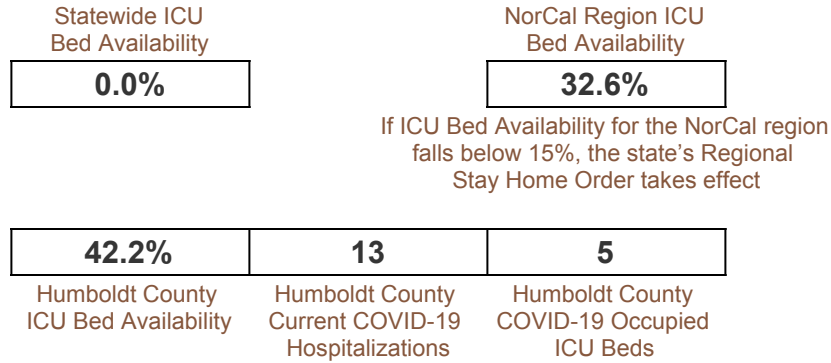 Statewide ICU
Bed Availability
0.0%
NorCal Region ICU
Bed Availability
32.6%
If ICU Bed Availability for the NorCal region
falls below 15%, the state's Regional
Stay Home Order takes effect
42.2%
13
5
Humboldt County
ICU Bed Availability
Humboldt County
Current COVID-19
Hospitalizations
Humboldt County
COVID-19 Occupied
ICU Beds